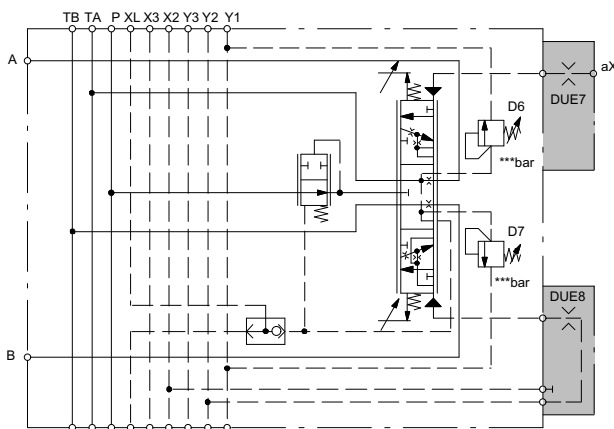 TB TA P XL X3 X2 Y3 Y2 Y1
A
aX
DUE7
D6
***bar
D7
***bar
DUE8
B